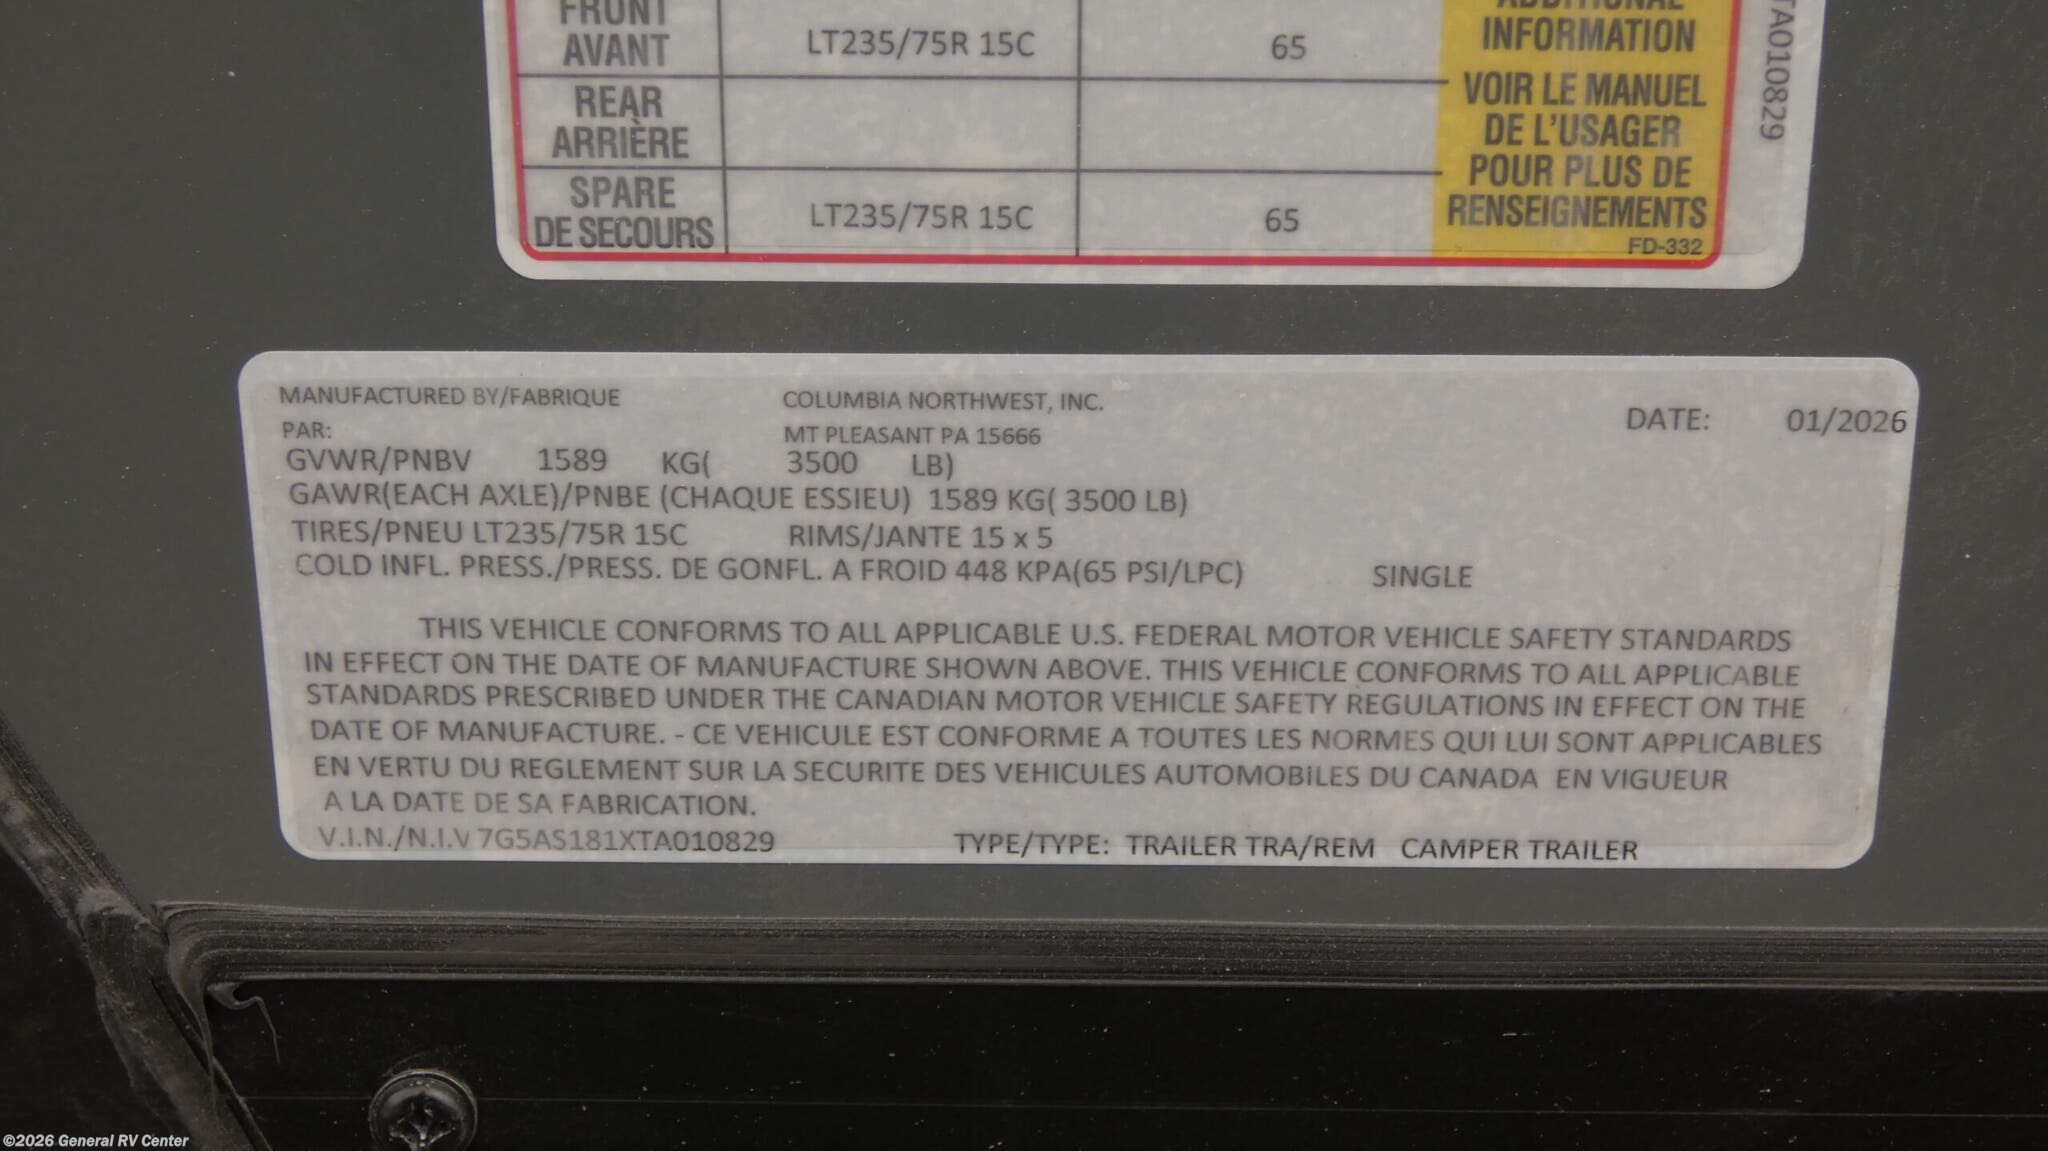 FRONT
AVANT
LT235/75R 15C
65
ADDITIONAL
INFORMATION
REAR
ARRIÈRE
VOIR LE MANUEL
DE L'USAGER
POUR PLUS DE
RENSEIGNEMENTS
SPARE
DE SECOURS
LT235/75R 15C
65
FD-332
TA010829
MANUFACTURED BY/FABRIQUE
PAR:
COLUMBIA NORTHWEST, INC.
MT PLEASANT PA 15666
DATE: 01/2026
GVWR/PNBV 1589 KG( 3500 LB)
GAWR(EACH AXLE)/PNBE (CHAQUE ESSIEU) 1589 KG( 3500 LB)
TIRES/PNEU LT235/75R 15C RIMS/JANTE 15 x 5
COLD INFL. PRESS./PRESS. DE GONFL. A FROID 448 KPA(65 PSI/LPC) SINGLE
THIS VEHICLE CONFORMS TO ALL APPLICABLE U.S. FEDERAL MOTOR VEHICLE SAFETY STANDARDS
IN EFFECT ON THE DATE OF MANUFACTURE SHOWN ABOVE. THIS VEHICLE CONFORMS TO ALL APPLICABLE
STANDARDS PRESCRIBED UNDER THE CANADIAN MOTOR VEHICLE SAFETY REGULATIONS IN EFFECT ON THE
DATE OF MANUFACTURE. - CE VEHICULE EST CONFORME A TOUTES LES NORMES QUI LUI SONT APPLICABLES
EN VERTU DU REGLEMENT SUR LA SECURITE DES VEHICULES AUTOMOBILES DU CANADA EN VIGUEUR
A LA DATE DE SA FABRICATION.
V.I.N./N.I.V 7G5AS181XTA010829 TYPE/TYPE: TRAILER TRA/REM CAMPER TRAILER
©2026 General RV Center